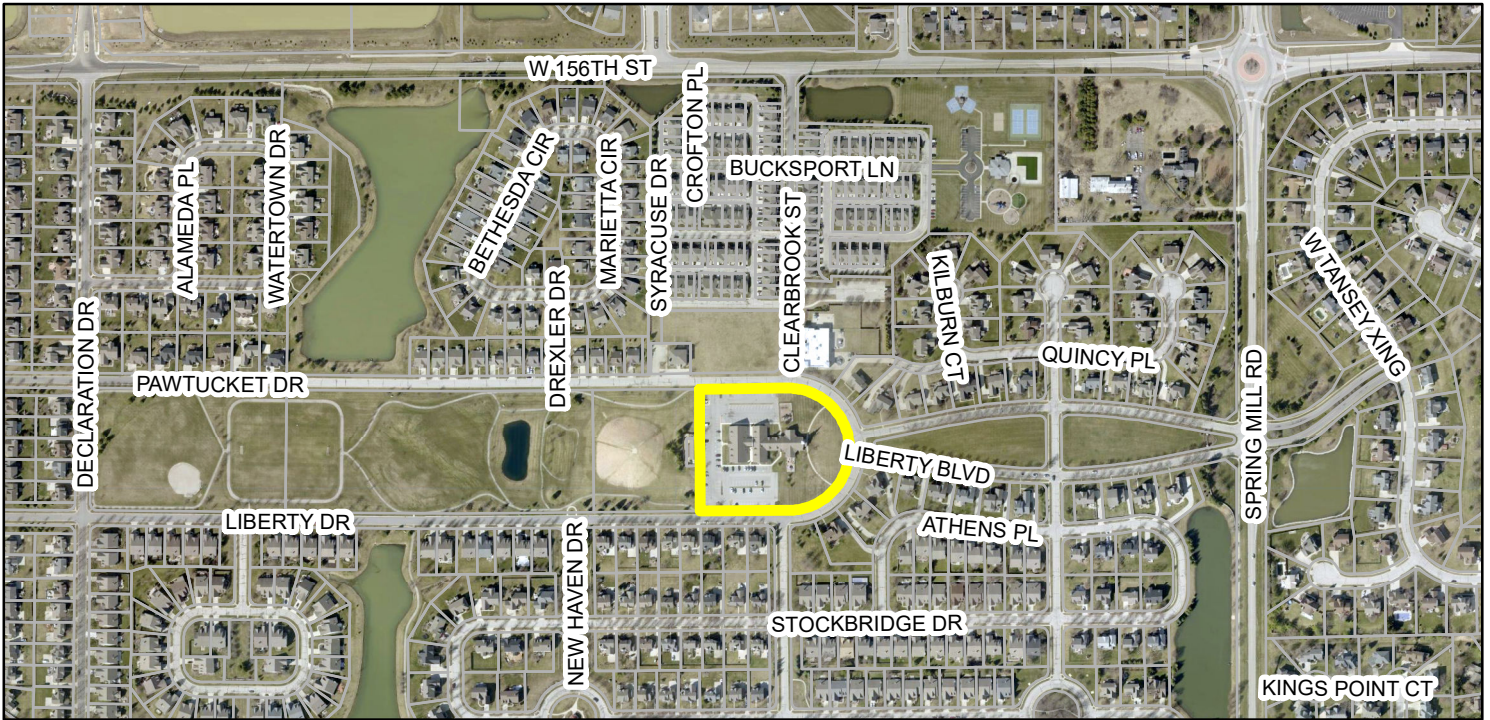 W 156TH ST
CROFTON PL
BUCKSPORT LN
ALAMEDA PL
WATERTOWN DR
BETHESDA CIR
MARIETTA CIR
SYRACUSE DR
CLEARBROOK ST
KILBURN CT
W TANSEY XING
DECLARATION DR
DREXLER DR
QUINCY PL
SPRING MILL RD
PAWTUCKET DR
LIBERTY BLVD
LIBERTY DR
ATHENS PL
NEW HAVEN DR
STOCKBRIDGE DR
KINGS POINT CT